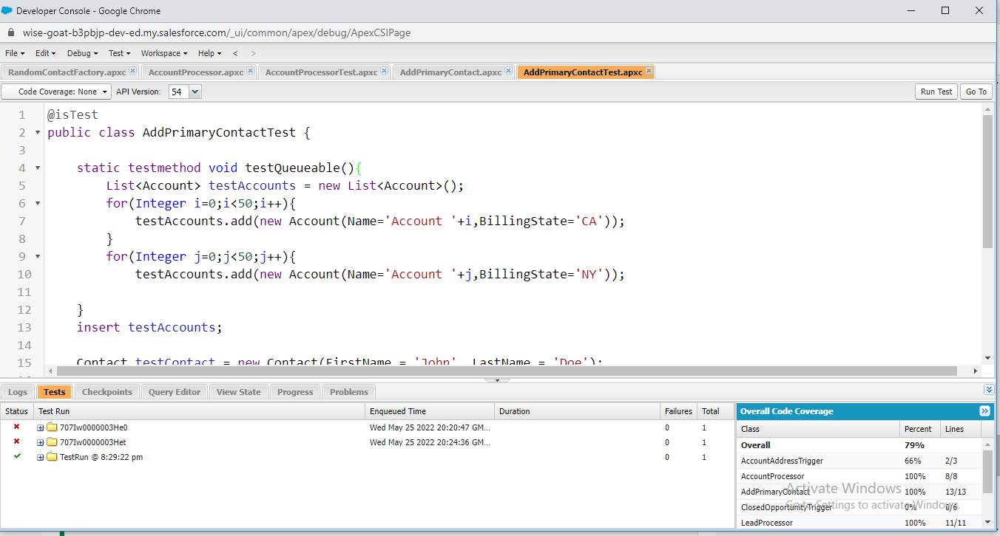 Developer Console - Google Chrome
wise-goat-b3pbjp-dev-ed.my.salesforce.com/_ui/common/apex/debug/ApexCSIPage
File Edit Debug Test Workspace Help < >
RandomContactFactory.apxc AccountProcessor.apxc AccountProcessorTest.apxc AddPrimaryContact.apxc AddPrimaryContactTest.apxc
Code Coverage: None API Version: 54 Run Test Go To
1 @isTest
2 public class AddPrimaryContactTest {
3
4 static testmethod void testQueueable(){
5 List<Account> testAccounts = new List<Account>();
6 for(Integer i=0;i<50;i++){
7 testAccounts.add(new Account(Name='Account '+i,BillingState='CA'));
8 }
9 for(Integer j=0;j<50;j++){
10 testAccounts.add(new Account(Name='Account '+j,BillingState='NY'));
11
12 }
13 insert testAccounts;
14
15 Contact testContact = new Contact(FirstName = 'John', LastName = 'Doe');
Logs Tests Checkpoints Query Editor View State Progress Problems
Status Test Run Enqueued Time Duration Failures Total
707Iw0000003He0 Wed May 25 2022 20:20:47 GM... 0 1
707Iw0000003Het Wed May 25 2022 20:24:36 GM... 0 1
TestRun @ 8:29:22 pm 0 1
Overall Code Coverage
Class Percent Lines
Overall 79%
AccountAddressTrigger 66% 2/3
AccountProcessor 100% 8/8
AddPrimaryContact 100% 13/13
ClosedOpportunityTrigger 0% 0/6
LeadProcessor 100% 11/11
Activate Windows
Go to Settings to activate Windows.